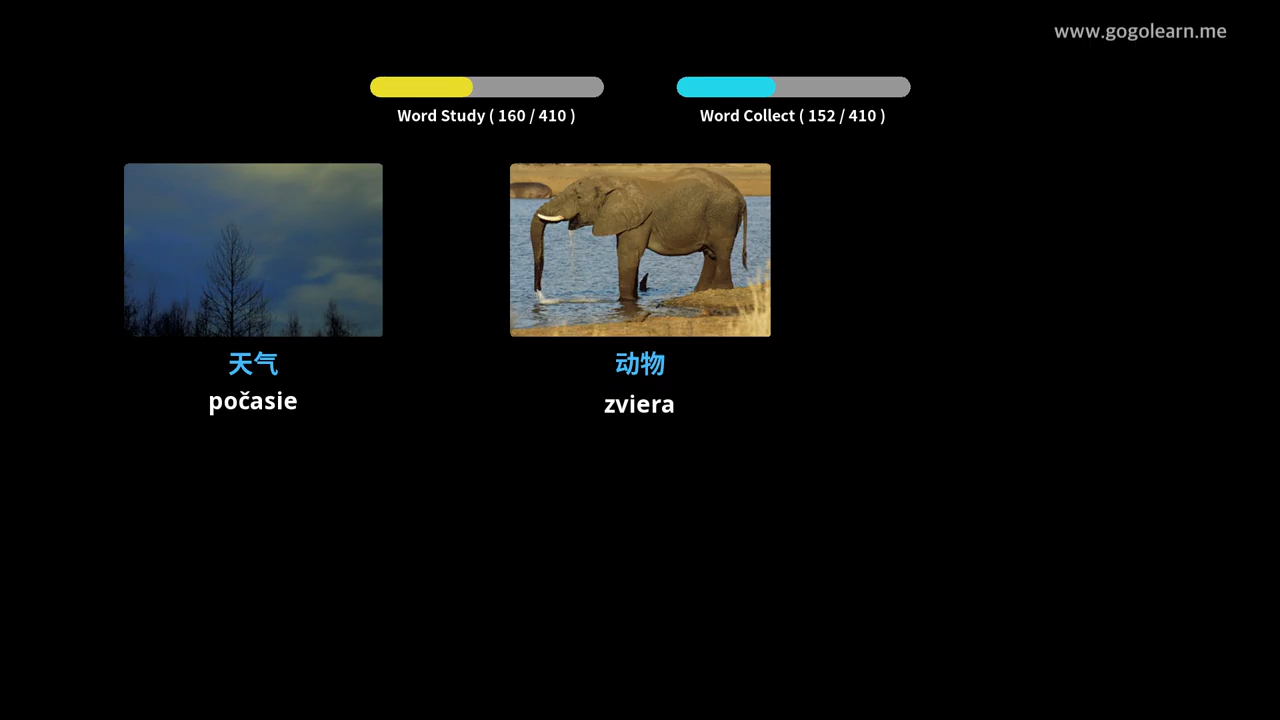 www.gogolearn.me
Word Study ( 160 / 410 )
Word Collect ( 152 / 410 )
天气
počasie
动物
zviera